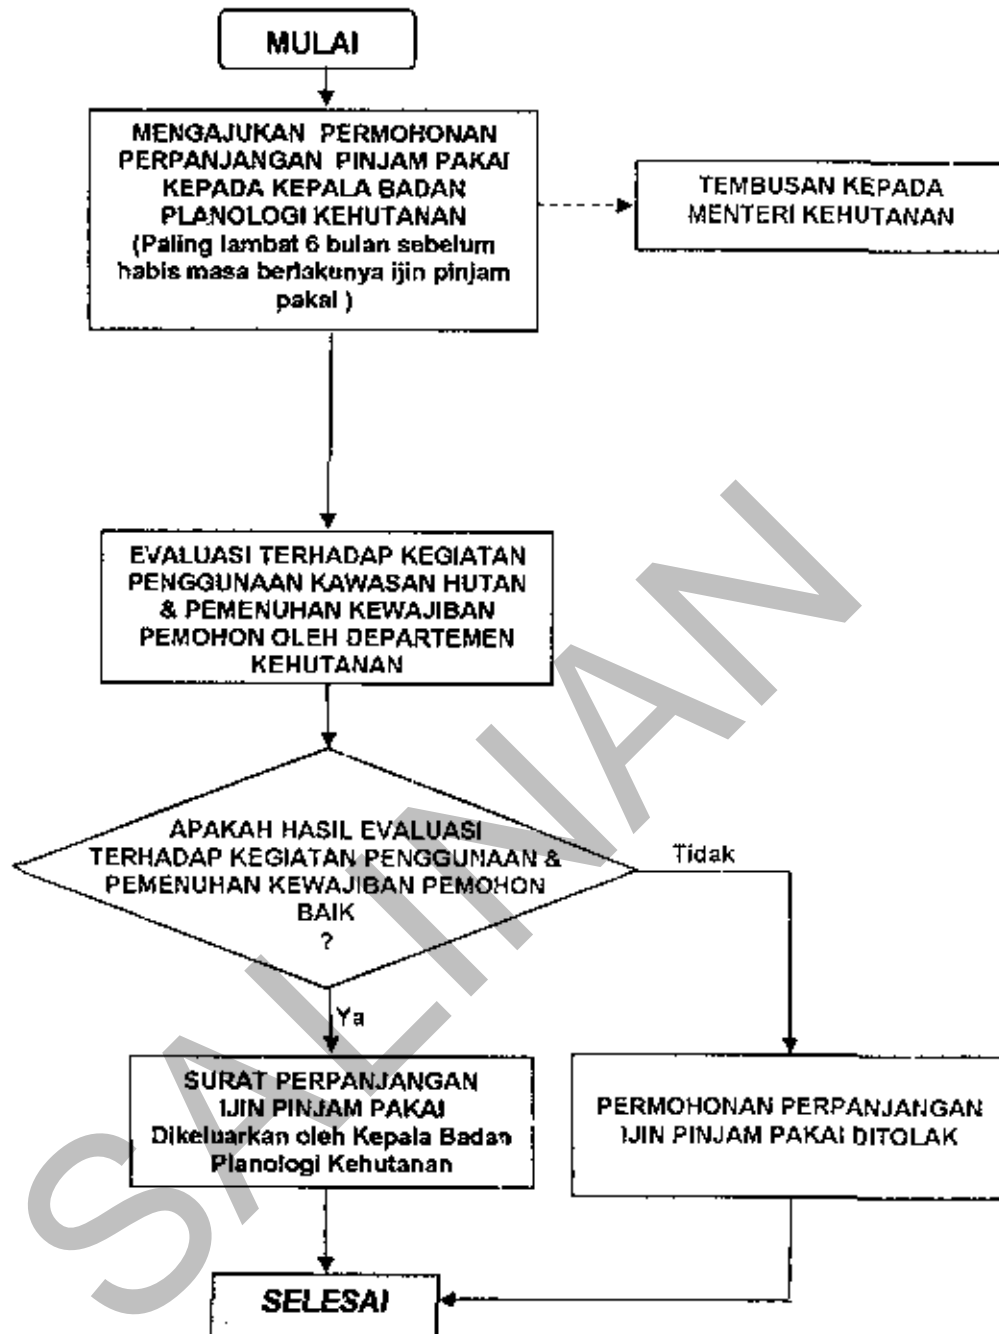 MULAI
MENGAJUKAN PERMOHONAN
PERPANJANGAN PINJAM PAKAI
KEPADA KEPALA BADAN
PLANOLOGI KEHUTANAN
(Paling lambat 6 bulan sebelum
habis masa berlakunya ijin pinjam
pakai )
TEMBUSAN KEPADA
MENTERI KEHUTANAN
EVALUASI TERHADAP KEGIATAN
PENGGUNAAN KAWASAN HUTAN
& PEMENUHAN KEWAJIBAN
PEMOHON OLEH DEPARTEMEN
KEHUTANAN
APAKAH HASIL EVALUASI
TERHADAP KEGIATAN PENGGUNAAN &
PEMENUHAN KEWAJIBAN PEMOHON
BAIK
?
Tidak
Ya
SURAT PERPANJANGAN
IJIN PINJAM PAKAI
Dikeluarkan oleh Kepala Badan
Planologi Kehutanan
PERMOHONAN PERPANJANGAN
IJIN PINJAM PAKAI DITOLAK
SELESAI
SALINAN